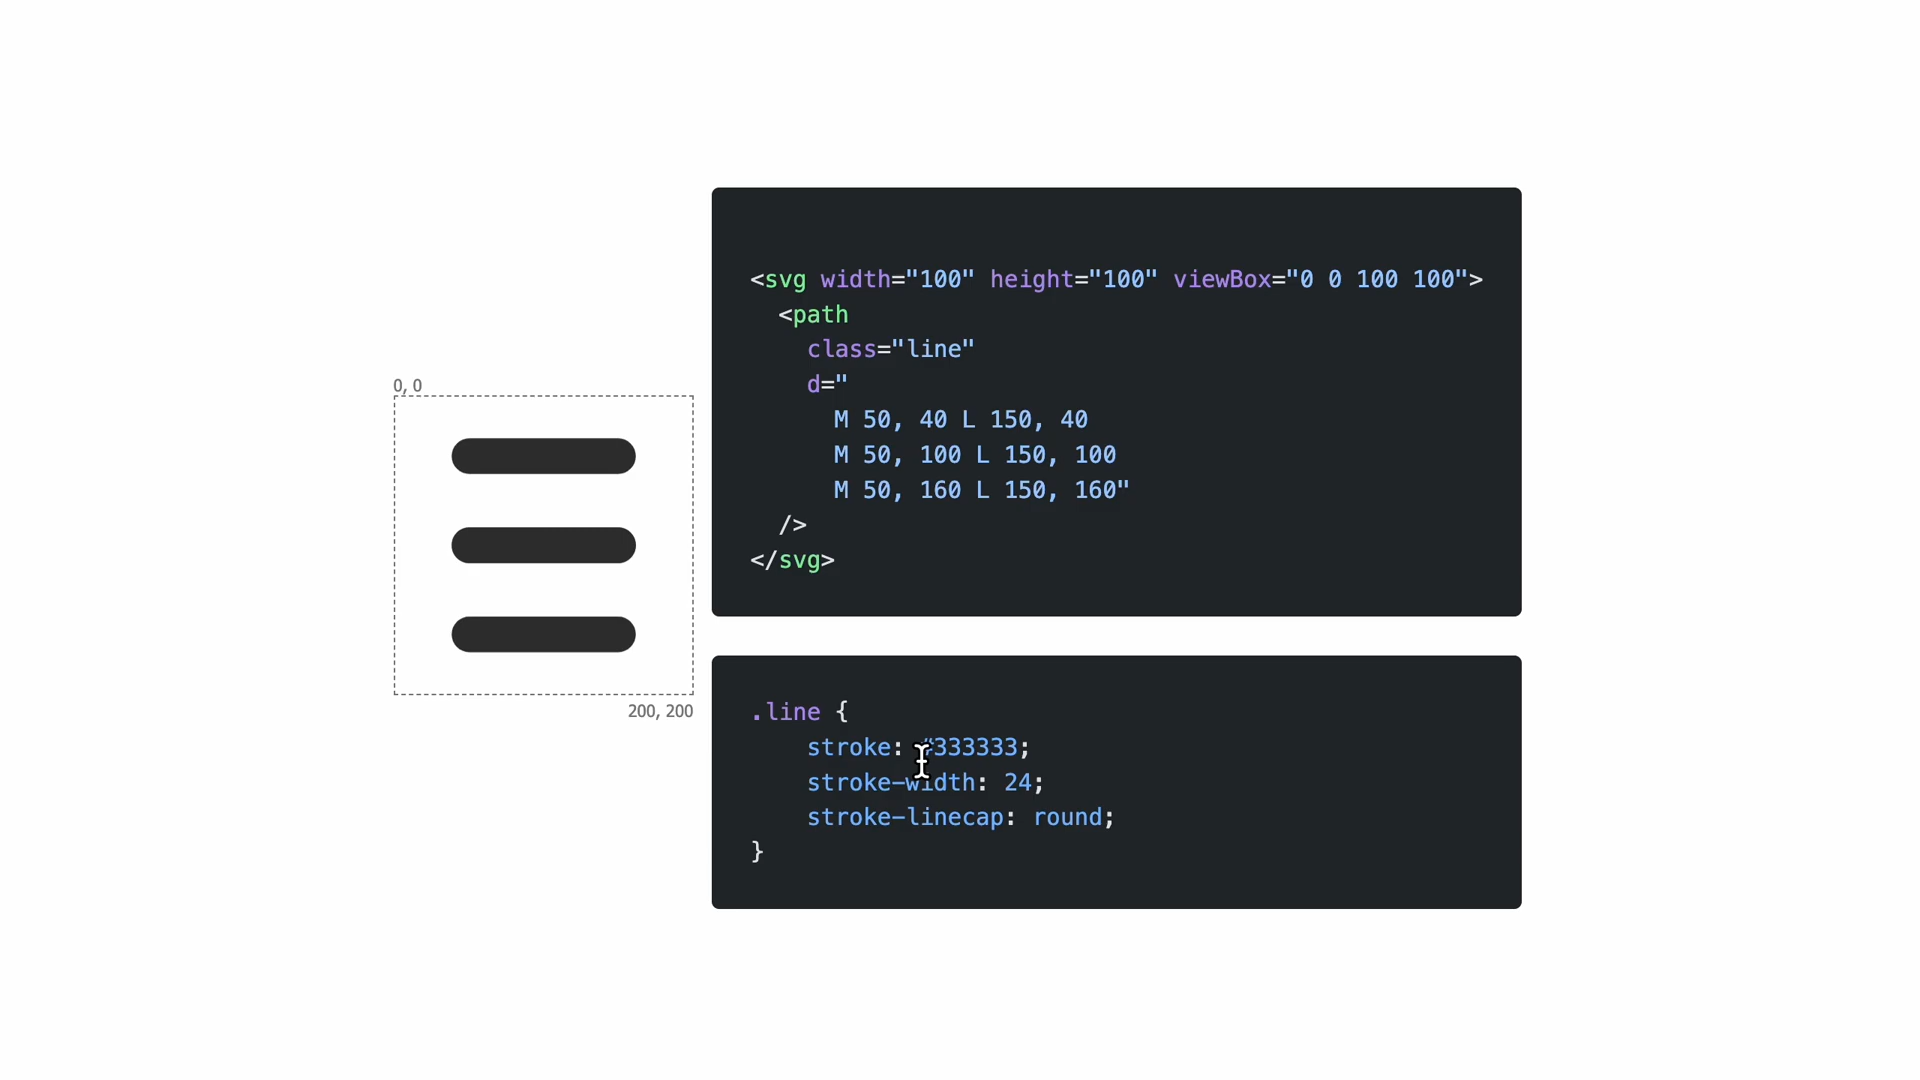 0, 0
200, 200
<svg width="100" height="100" viewBox="0 0 100 100">
<path
class="line"
d="
M 50, 40 L 150, 40
M 50, 100 L 150, 100
M 50, 160 L 150, 160"
/>
</svg>
.line {
stroke: #333333;
stroke-width: 24;
stroke-linecap: round;
}